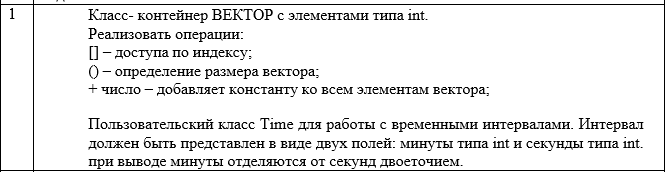 1 Класс- контейнер ВЕКТОР с элементами типа int.
Реализовать операции:
[] – доступа по индексу;
() – определение размера вектора;
+ число – добавляет константу ко всем элементам вектора;
Пользовательский класс Time для работы с временными интервалами. Интервал
должен быть представлен в виде двух полей: минуты типа int и секунды типа int.
при выводе минуты отделяются от секунд двоеточием.